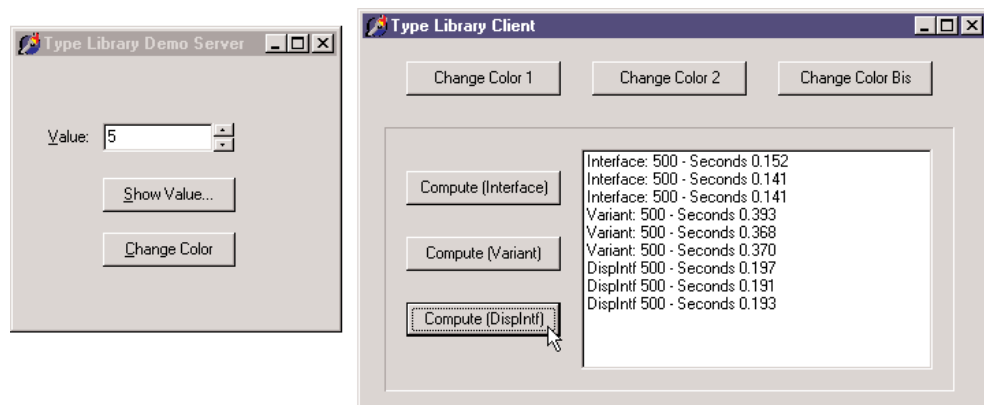 Type Library Demo Server
Value: 5
Show Value...
Change Color
Type Library Client
Change Color 1
Change Color 2
Change Color Bis
Compute (Interface)
Compute (Variant)
Compute (DispIntf)
Interface: 500 - Seconds 0.152
Interface: 500 - Seconds 0.141
Interface: 500 - Seconds 0.141
Variant: 500 - Seconds 0.393
Variant: 500 - Seconds 0.368
Variant: 500 - Seconds 0.370
DispIntf 500 - Seconds 0.197
DispIntf 500 - Seconds 0.191
DispIntf 500 - Seconds 0.193